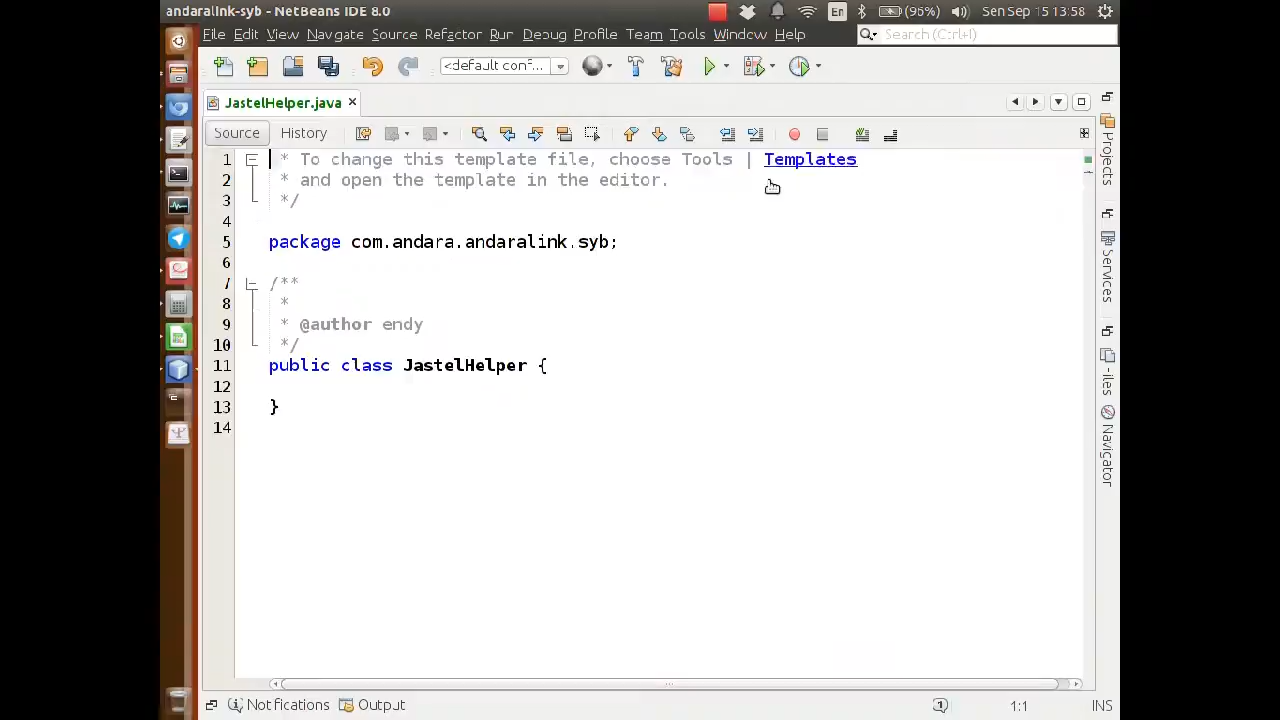 andaralink-syb - NetBeans IDE 8.0 En (96%) Sen Sep 15 13:58
File Edit View Navigate Source Refactor Run Debug Profile Team Tools Window Help Search (Ctrl+I)
<default conf...
JastelHelper.java
Source History
1 * To change this template file, choose Tools | Templates
2 * and open the template in the editor.
3 */
4
5 package com.andara.andaralink.syb;
6
7 /**
8 *
9 * @author endy
10 */
11 public class JastelHelper {
12
13 }
14
Projects
Services
-iles
Navigator
Notifications Output 1 1:1 INS